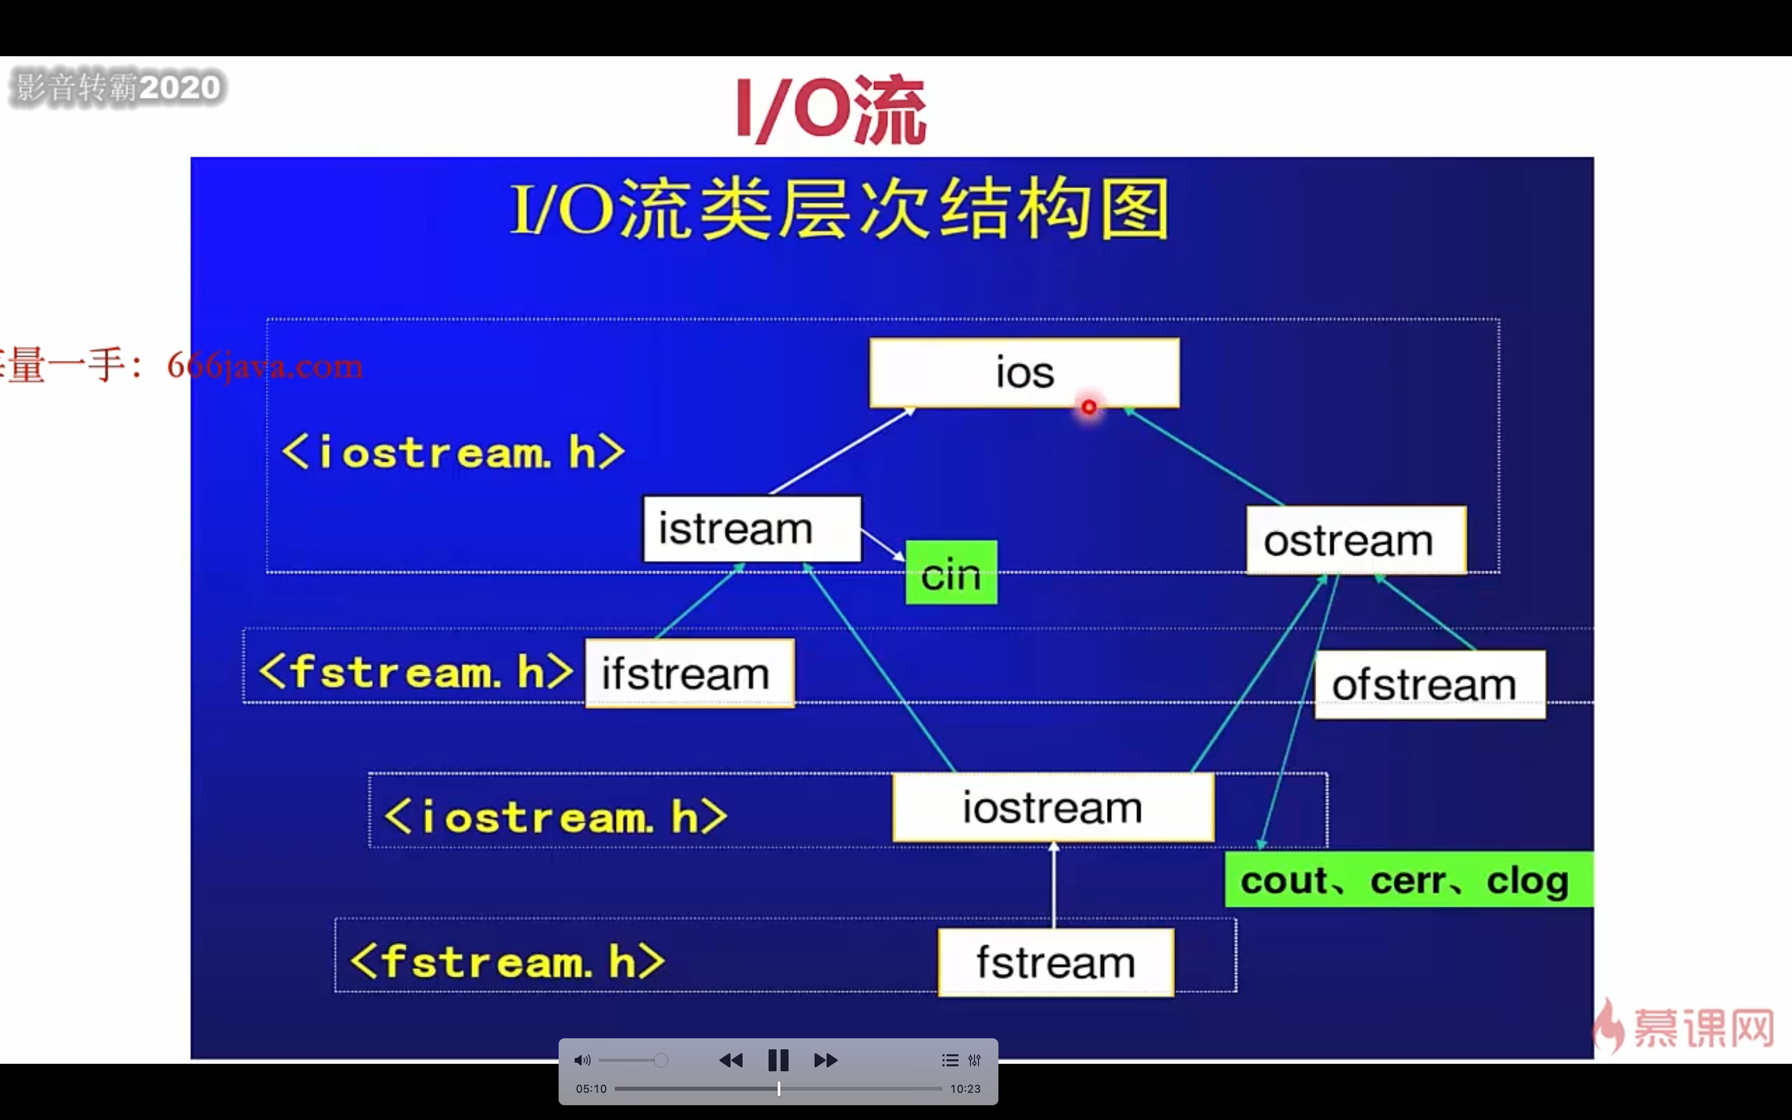 影音转霸2020
I/O流
I/O流类层次结构图
ios
量一手：666java.com
<iostream.h>
istream
ostream
cin
<fstream.h>
ifstream
ofstream
<iostream.h>
iostream
cout、cerr、clog
<fstream.h>
fstream
慕课网
05:10
10:23